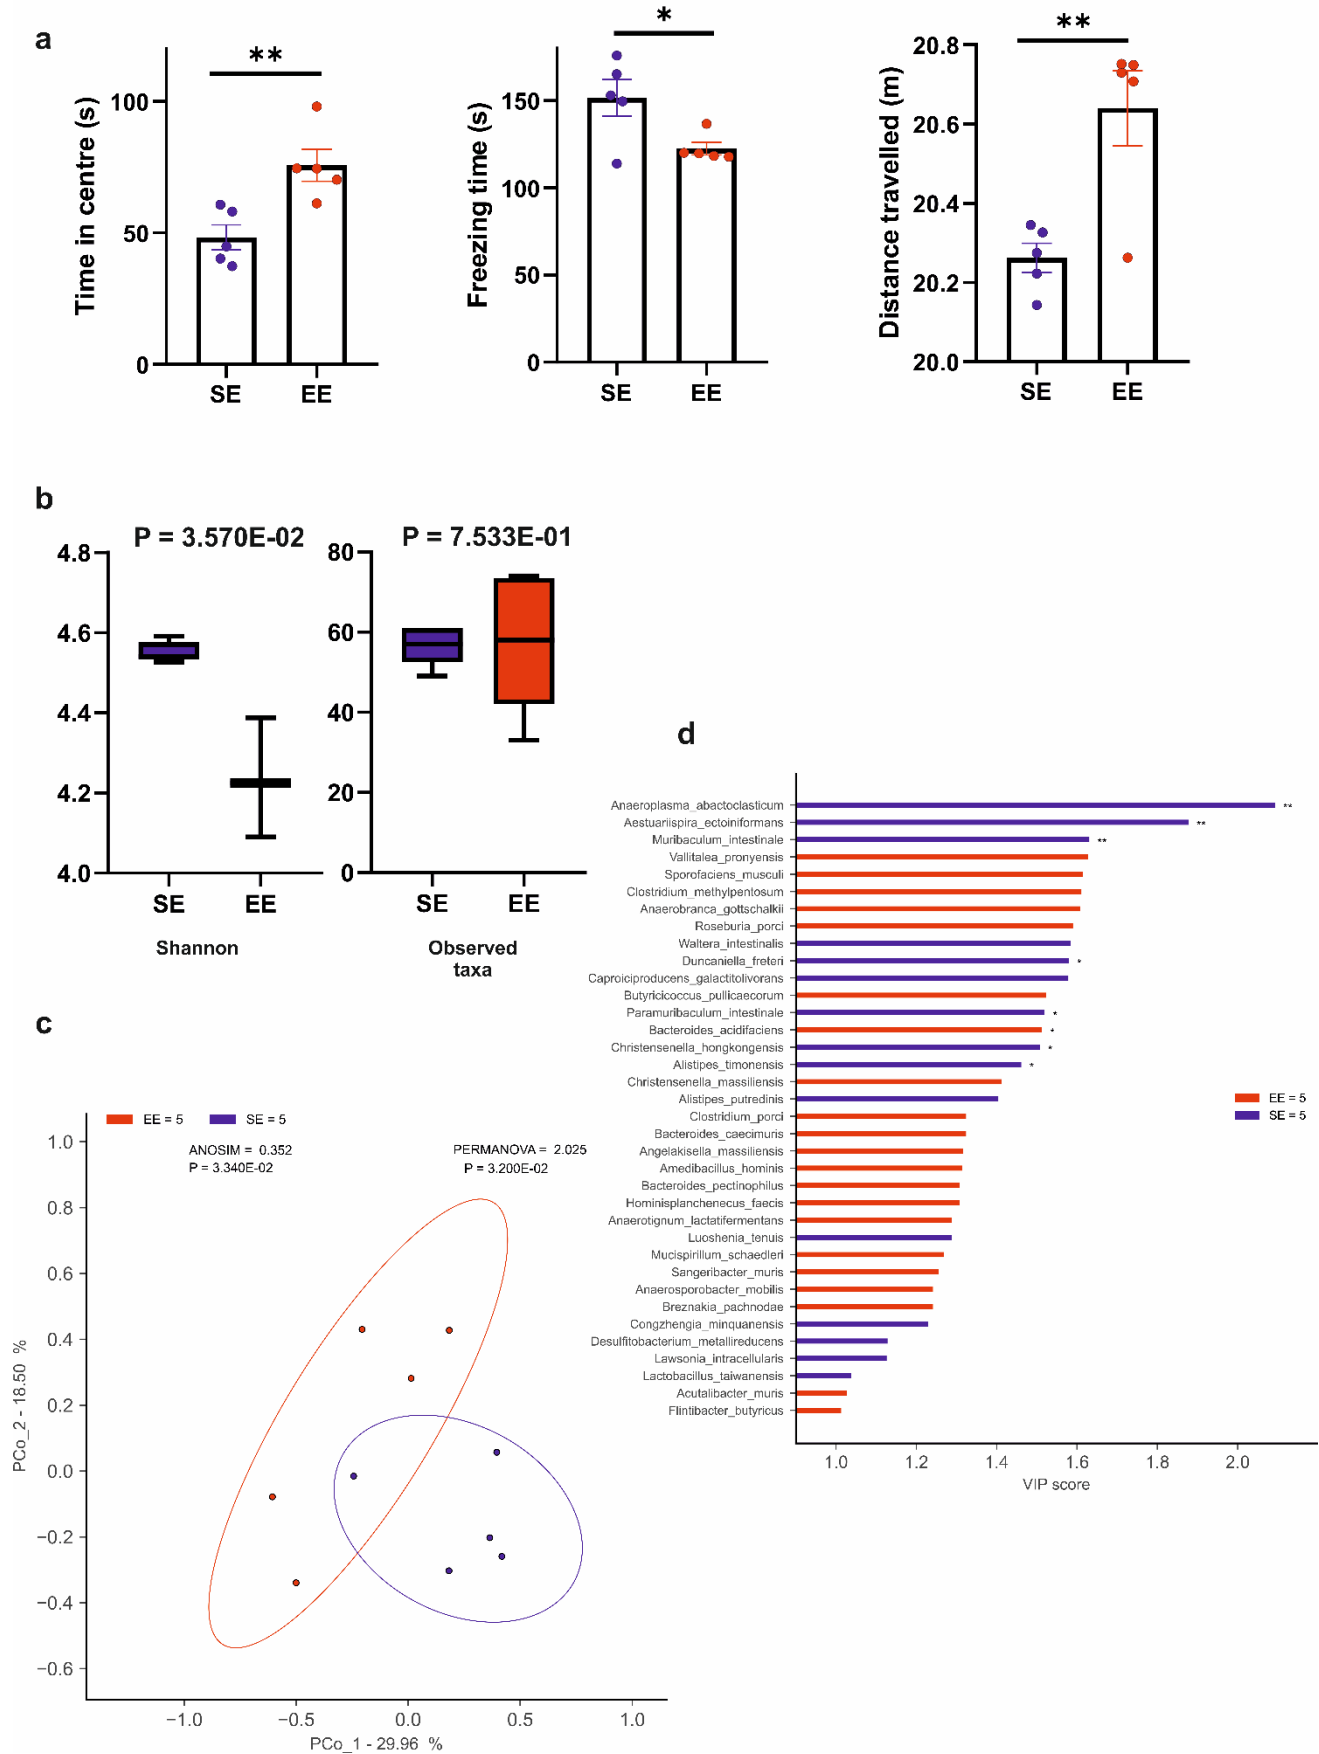 a
**
Time in centre (s)
100
50
0
SE EE
*
Freezing time (s)
150
100
50
0
SE EE
**
Distance travelled (m)
20.8
20.6
20.4
20.2
20.0
SE EE
b
P = 3.570E-02
4.8
4.6
4.4
4.2
4.0
SE EE
Shannon
P = 7.533E-01
80
60
40
20
0
SE EE
Observed
taxa
c
EE = 5 SE = 5
ANOSIM = 0.352
P = 3.340E-02
PERMANOVA = 2.025
P = 3.200E-02
PCo_2 - 18.50 %
1.0
0.8
0.6
0.4
0.2
0.0
−0.2
−0.4
−0.6
−1.0 −0.5 0.0 0.5 1.0
PCo_1 - 29.96 %
d
Anaeroplasma_abactoclasticum **
Aestuariispira_ectoiniformans **
Muribaculum_intestinale **
Vallitalea_pronyensis
Sporofaciens_musculi
Clostridium_methylpentosum
Anaerobranca_gottschalkii
Roseburia_porci
Waltera_intestinalis
Duncaniella_freteri *
Caproiciproducens_galactitolivorans
Butyricicoccus_pullicaecorum
Paramuribaculum_intestinale *
Bacteroides_acidifaciens *
Christensenella_hongkongensis *
Alistipes_timonensis *
Christensenella_massiliensis
Alistipes_putredinis
Clostridium_porci
Bacteroides_caecimuris
Angelakisella_massiliensis
Amedibacillus_hominis
Bacteroides_pectinophilus
Hominisplanchenecus_faecis
Anaerotignum_lactatifermentans
Luoshenia_tenuis
Mucispirillum_schaedleri
Sangeribacter_muris
Anaerosporobacter_mobilis
Breznakia_pachnodae
Congzhengia_minquanensis
Desulfitobacterium_metallireducens
Lawsonia_intracellularis
Lactobacillus_taiwanensis
Acutalibacter_muris
Flintibacter_butyricus
EE = 5
SE = 5
1.0 1.2 1.4 1.6 1.8 2.0
VIP score